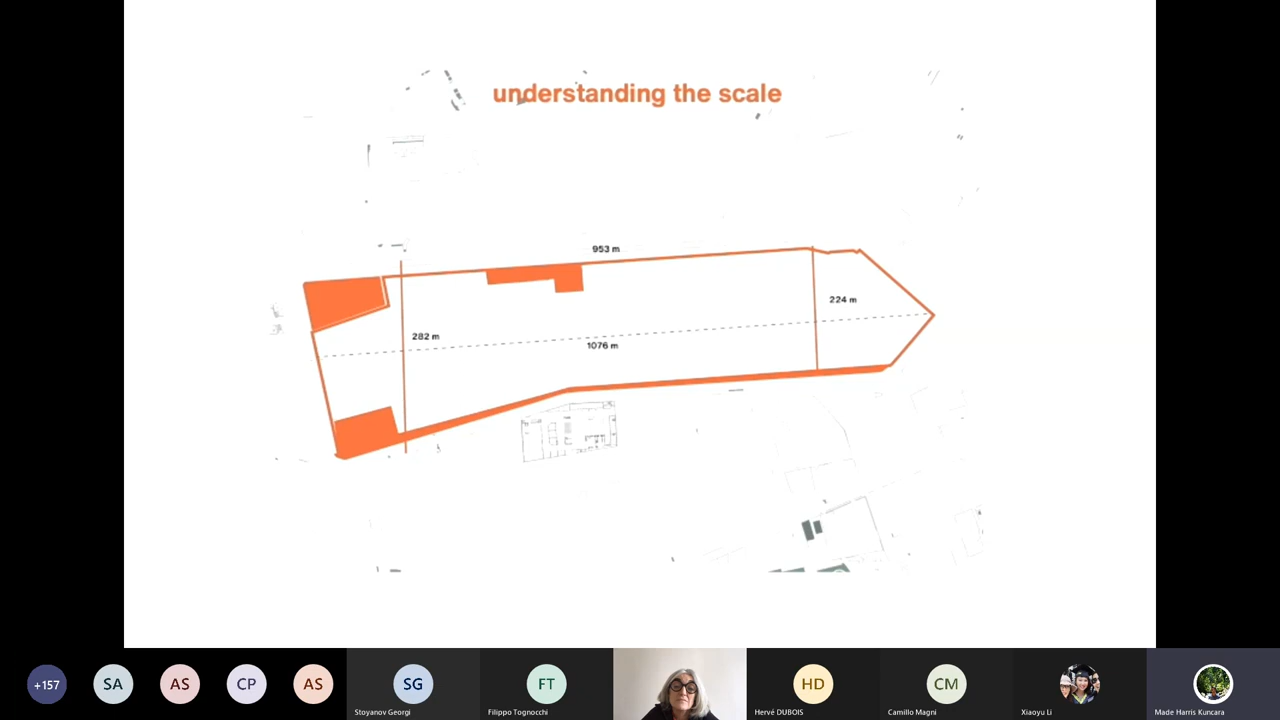 understanding the scale
953 m
224 m
282 m
1076 m
+157
SA
AS
CP
AS
SG
FT
HD
CM
Stoyanov Georgi
Filippo Tognocchi
Hervé DUBOIS
Camillo Magni
Xiaoyu Li
Made Harris Kuncara